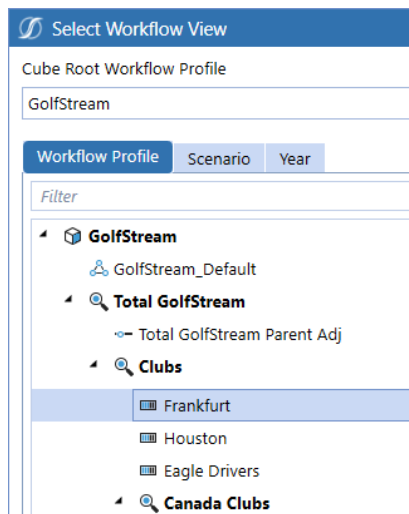 Select Workflow View
Cube Root Workflow Profile
GolfStream
Workflow Profile Scenario Year
Filter
GolfStream
GolfStream_Default
Total GolfStream
Total GolfStream Parent Adj
Clubs
Frankfurt
Houston
Eagle Drivers
Canada Clubs